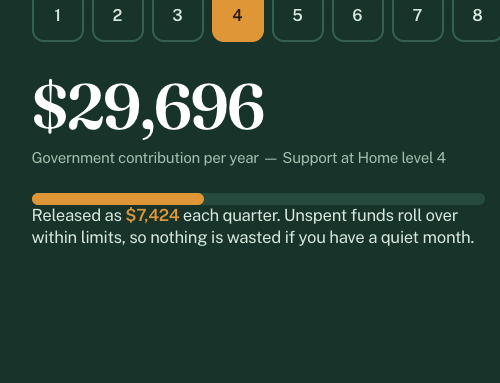 1 2 3 4 5 6 7 8
$29,696
Government contribution per year — Support at Home level 4
Released as $7,424 each quarter. Unspent funds roll over
within limits, so nothing is wasted if you have a quiet month.